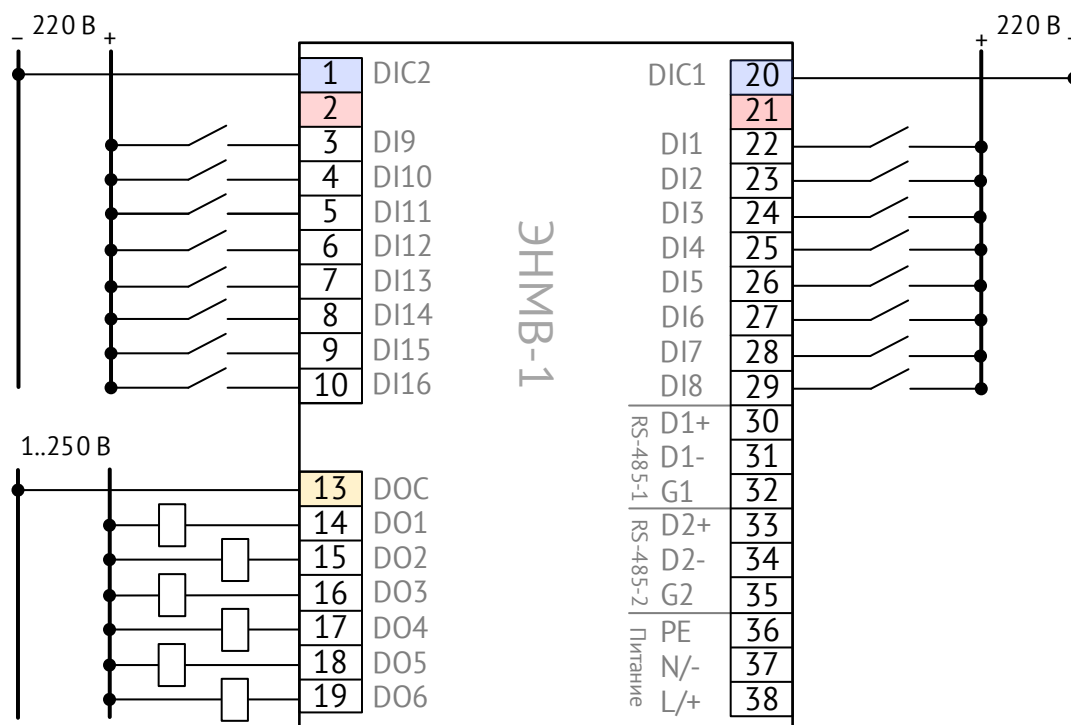 220 В
− +
220 В
+ −
1 DIC2
2
3 DI9
4 DI10
5 DI11
6 DI12
7 DI13
8 DI14
9 DI15
10 DI16
1..250 В
13 DOC
14 DO1
15 DO2
16 DO3
17 DO4
18 DO5
19 DO6
ЭНМВ-1
DIC1 20
21
DI1 22
DI2 23
DI3 24
DI4 25
DI5 26
DI6 27
DI7 28
DI8 29
RS-485-1
D1+ 30
D1- 31
G1 32
RS-485-2
D2+ 33
D2- 34
G2 35
Питание
PE 36
N/- 37
L/+ 38